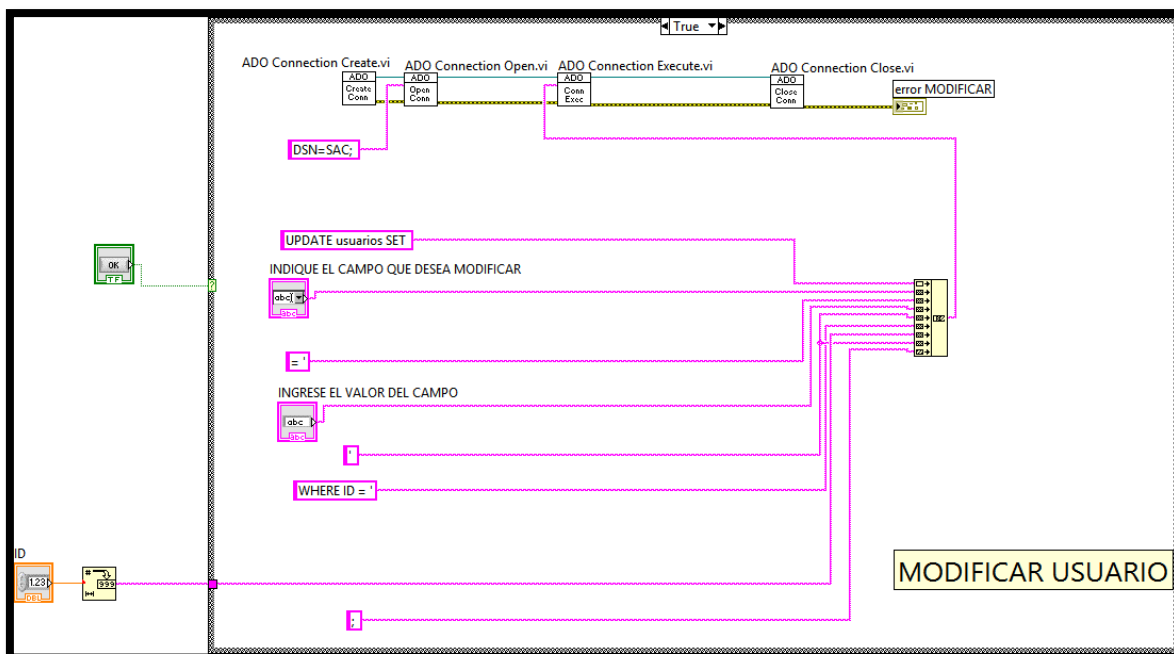 True
ADO Connection Create.vi
ADO Connection Open.vi
ADO Connection Execute.vi
ADO Connection Close.vi
ADO
Create
Conn
ADO
Open
Conn
ADO
Conn
Exec
ADO
Close
Conn
error MODIFICAR
DSN=SAC;
UPDATE usuarios SET
OK
TF
?
INDIQUE EL CAMPO QUE DESEA MODIFICAR
abc
abc
= '
INGRESE EL VALOR DEL CAMPO
abc
abc
'
WHERE ID = '
ID
1.23
DBL
#
999
MODIFICAR USUARIO
;